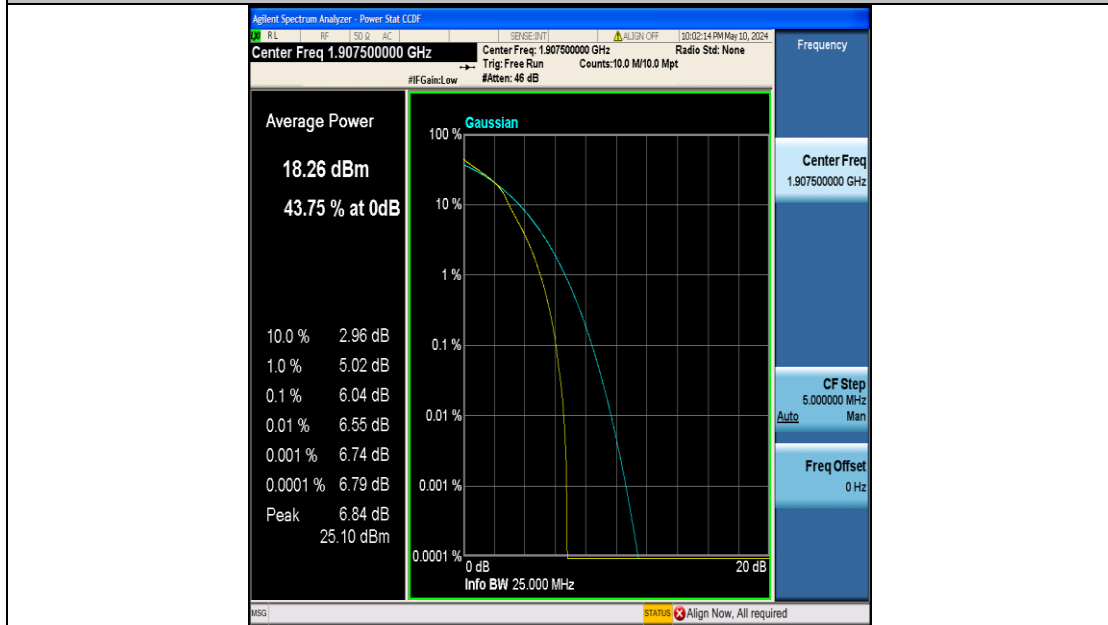 Agilent Spectrum Analyzer - Power Stat CCDF
RL RF 50 Ω AC SENSE:INT ALIGN OFF 10:02:14 PM May 10, 2024
Center Freq 1.907500000 GHz
Center Freq: 1.907500000 GHz Radio Std: None
Trig: Free Run Counts:10.0 M/10.0 Mpt
#IFGain:Low #Atten: 46 dB
Frequency
Average Power
18.26 dBm
43.75 % at 0dB
10.0 % 2.96 dB
1.0 % 5.02 dB
0.1 % 6.04 dB
0.01 % 6.55 dB
0.001 % 6.74 dB
0.0001 % 6.79 dB
Peak 6.84 dB
25.10 dBm
Gaussian
100 %
10 %
1 %
0.1 %
0.01 %
0.001 %
0.0001 %
0 dB 20 dB
Info BW 25.000 MHz
Center Freq
1.907500000 GHz
CF Step
5.000000 MHz
Auto Man
Freq Offset
0 Hz
MSG STATUS Align Now, All required